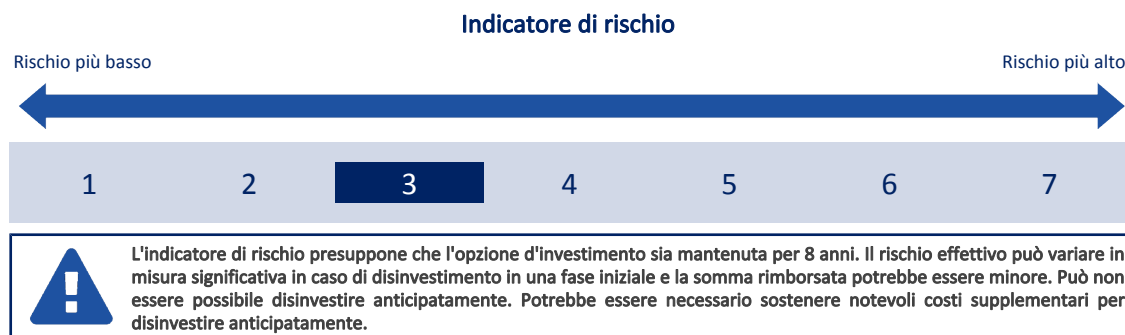 Indicatore di rischio
Rischio più basso Rischio più alto
1 2 3 4 5 6 7
L'indicatore di rischio presuppone che l'opzione d'investimento sia mantenuta per 8 anni. Il rischio effettivo può variare in
misura significativa in caso di disinvestimento in una fase iniziale e la somma rimborsata potrebbe essere minore. Può non
essere possibile disinvestire anticipatamente. Potrebbe essere necessario sostenere notevoli costi supplementari per
disinvestire anticipatamente.